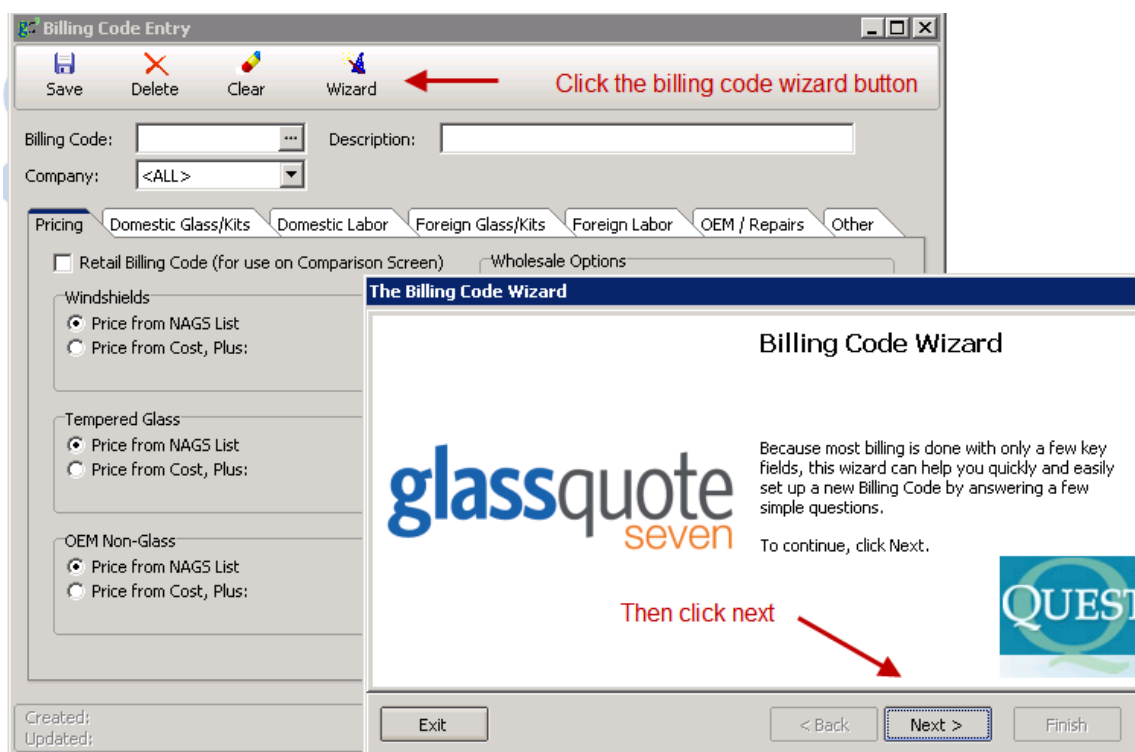 Billing Code Entry
Save Delete Clear Wizard
Click the billing code wizard button
Billing Code: ... Description:
Company: <ALL>
Pricing Domestic Glass/Kits Domestic Labor Foreign Glass/Kits Foreign Labor OEM / Repairs Other
Retail Billing Code (for use on Comparison Screen)
Wholesale Options
Windshields
Price from NAGS List
Price from Cost, Plus:
Tempered Glass
Price from NAGS List
Price from Cost, Plus:
OEM Non-Glass
Price from NAGS List
Price from Cost, Plus:
Created:
Updated:
The Billing Code Wizard
Billing Code Wizard
glassquote
seven
Because most billing is done with only a few key
fields, this wizard can help you quickly and easily
set up a new Billing Code by answering a few
simple questions.
To continue, click Next.
QUEST
Then click next
Exit < Back Next > Finish